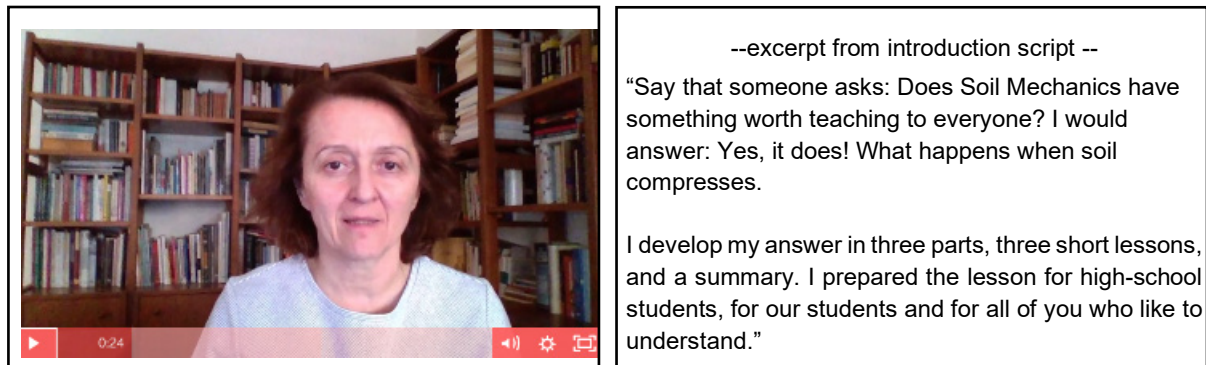 0:24
--excerpt from introduction script --
“Say that someone asks: Does Soil Mechanics have
something worth teaching to everyone? I would
answer: Yes, it does! What happens when soil
compresses.
I develop my answer in three parts, three short lessons,
and a summary. I prepared the lesson for high-school
students, for our students and for all of you who like to
understand.”